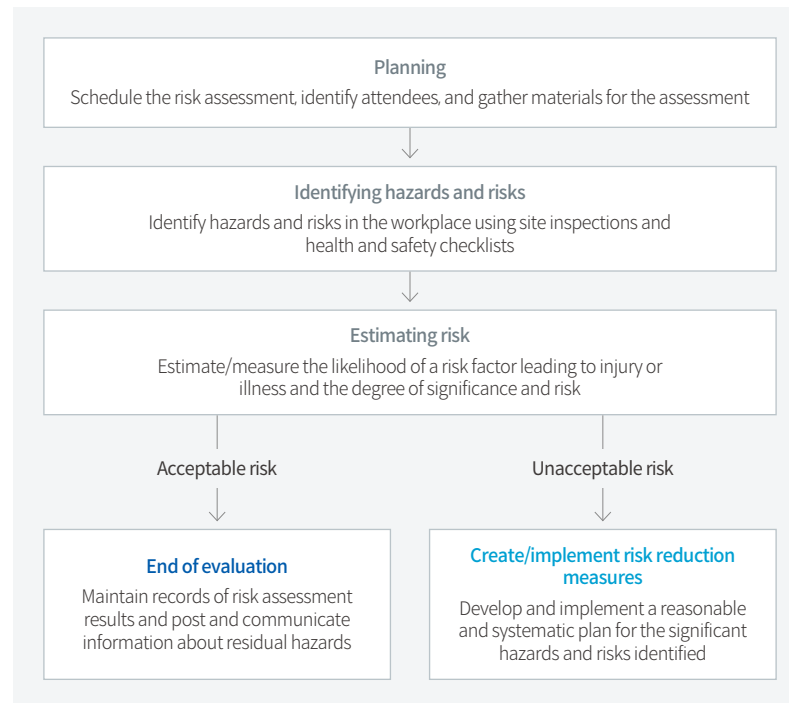 Planning
Schedule the risk assessment, identify attendees, and gather materials for the assessment
Identifying hazards and risks
Identify hazards and risks in the workplace using site inspections and
health and safety checklists
Estimating risk
Estimate/measure the likelihood of a risk factor leading to injury or
illness and the degree of significance and risk
Acceptable risk
Unacceptable risk
End of evaluation
Maintain records of risk assessment
results and post and communicate
information about residual hazards
Create/implement risk reduction
measures
Develop and implement a reasonable
and systematic plan for the significant
hazards and risks identified